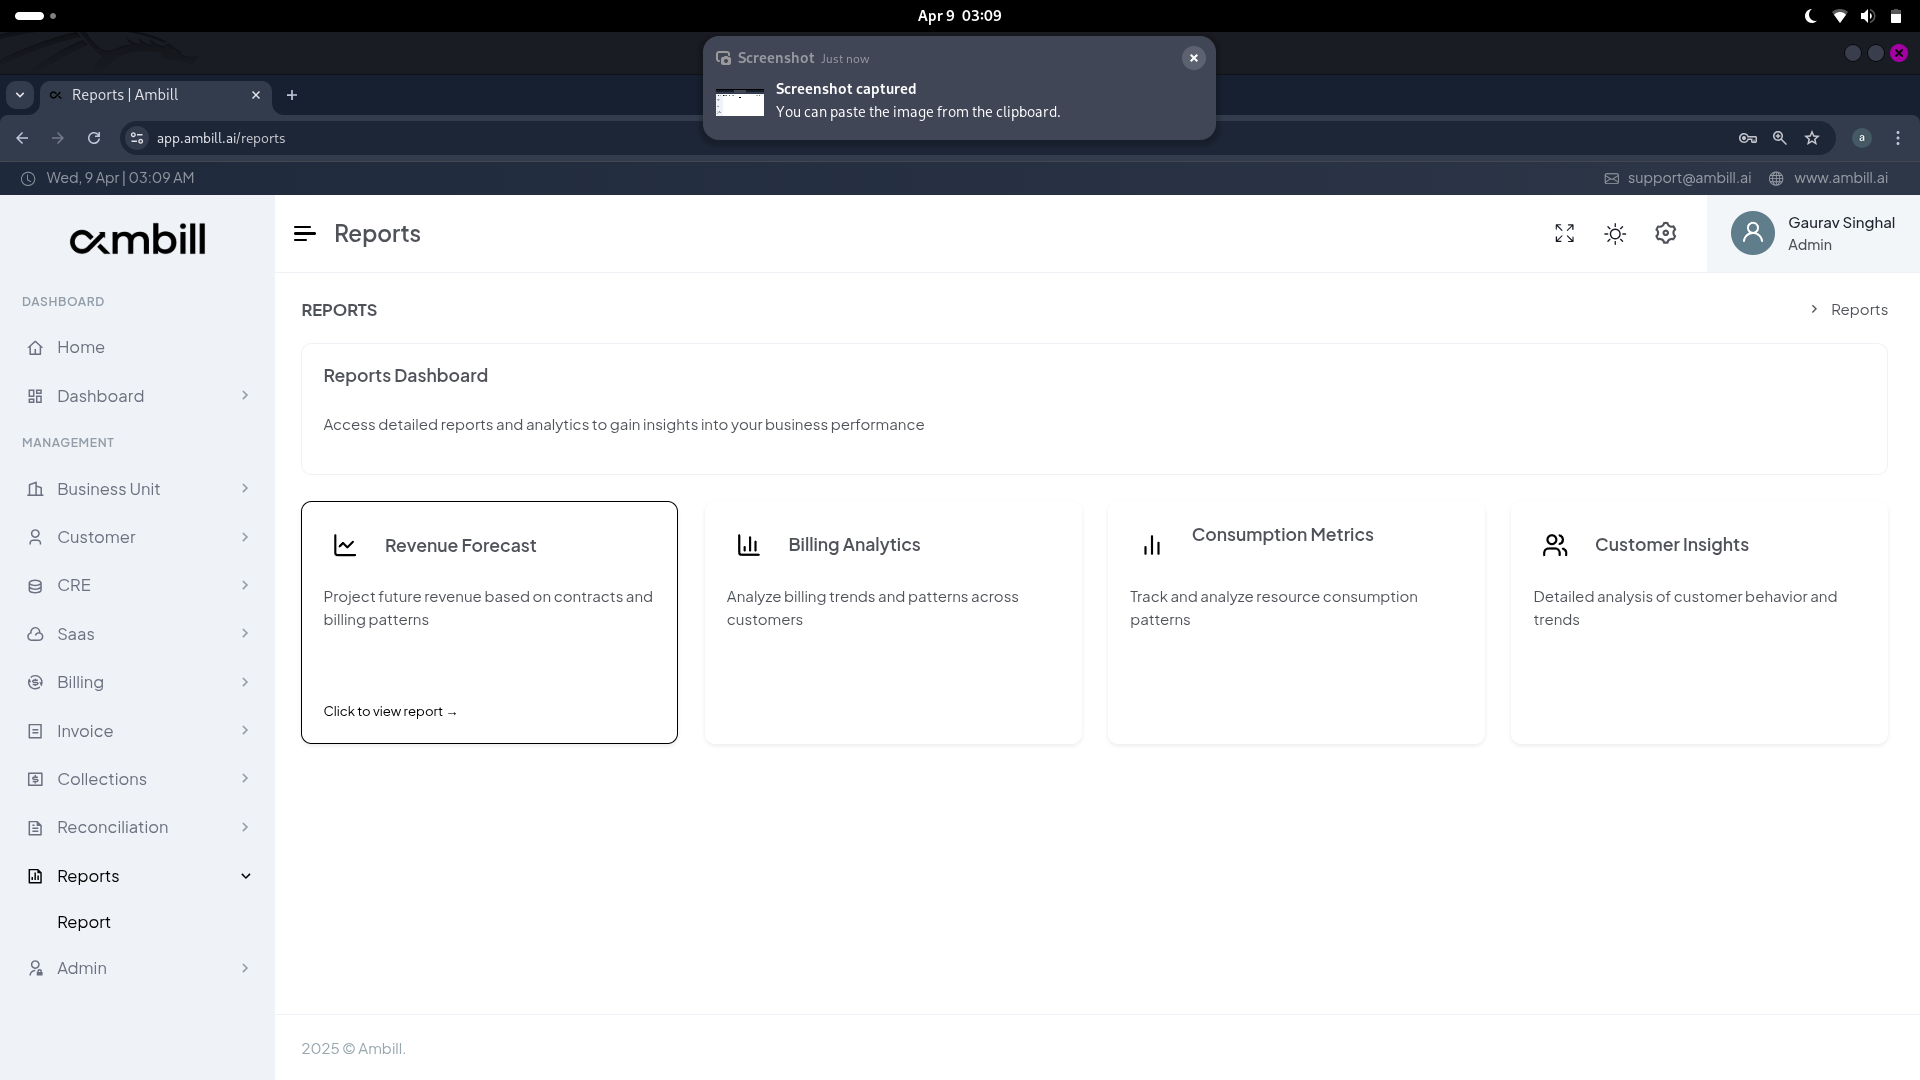 Apr 9 03:09
Screenshot Just now
Screenshot captured
You can paste the image from the clipboard.
Reports | Ambill
app.ambill.ai/reports
a
Wed, 9 Apr | 03:09 AM
support@ambill.ai
www.ambill.ai
ambill
Reports
Gaurav Singhal
Admin
DASHBOARD
Home
Dashboard
MANAGEMENT
Business Unit
Customer
CRE
Saas
Billing
Invoice
Collections
Reconciliation
Reports
Report
Admin
REPORTS
> Reports
Reports Dashboard
Access detailed reports and analytics to gain insights into your business performance
Revenue Forecast
Project future revenue based on contracts and
billing patterns
Click to view report →
Billing Analytics
Analyze billing trends and patterns across
customers
Consumption Metrics
Track and analyze resource consumption
patterns
Customer Insights
Detailed analysis of customer behavior and
trends
2025 © Ambill.